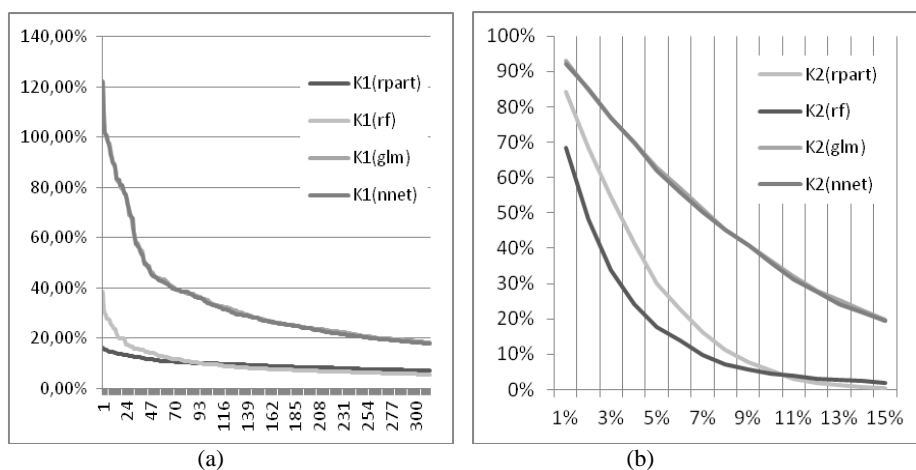 140,00%
120,00%
100,00%
80,00%
60,00%
40,00%
20,00%
0,00%
K1(rpart)
K1(rf)
K1(glm)
K1(nnet)
1 24 47 70 93 116 139 162 185 208 231 254 277 300
(a)
100%
90%
80%
70%
60%
50%
40%
30%
20%
10%
0%
K2(rpart)
K2(rf)
K2(glm)
K2(nnet)
1% 3% 5% 7% 9% 11% 13% 15%
(b)